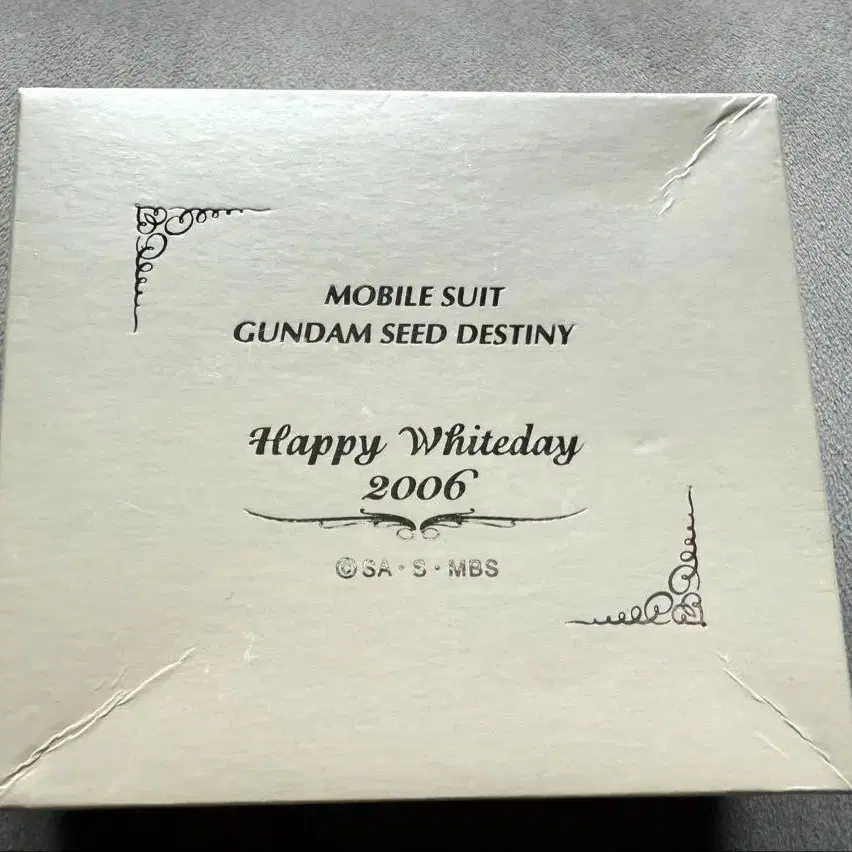 MOBILE SUIT
GUNDAM SEED DESTINY
Happy Whiteday
2006
©SA・S・MBS